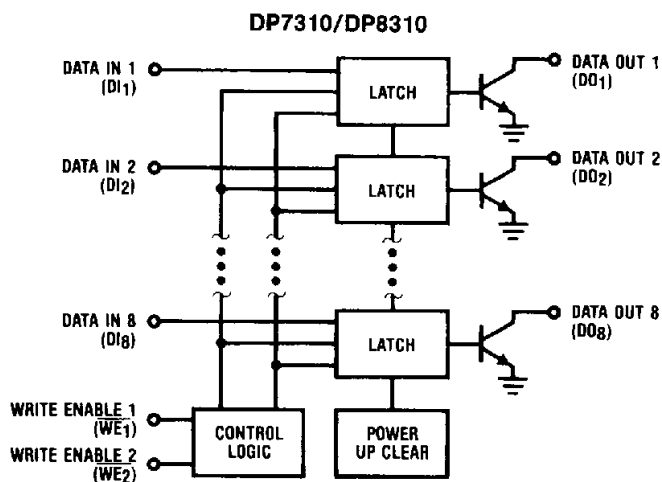 DP7310/DP8310
DATA IN 1
(DI1)
LATCH
DATA OUT 1
(DO1)
DATA IN 2
(DI2)
LATCH
DATA OUT 2
(DO2)
DATA IN 8
(DI8)
LATCH
DATA OUT 8
(DO8)
WRITE ENABLE 1
(WE1)
WRITE ENABLE 2
(WE2)
CONTROL
LOGIC
POWER
UP CLEAR